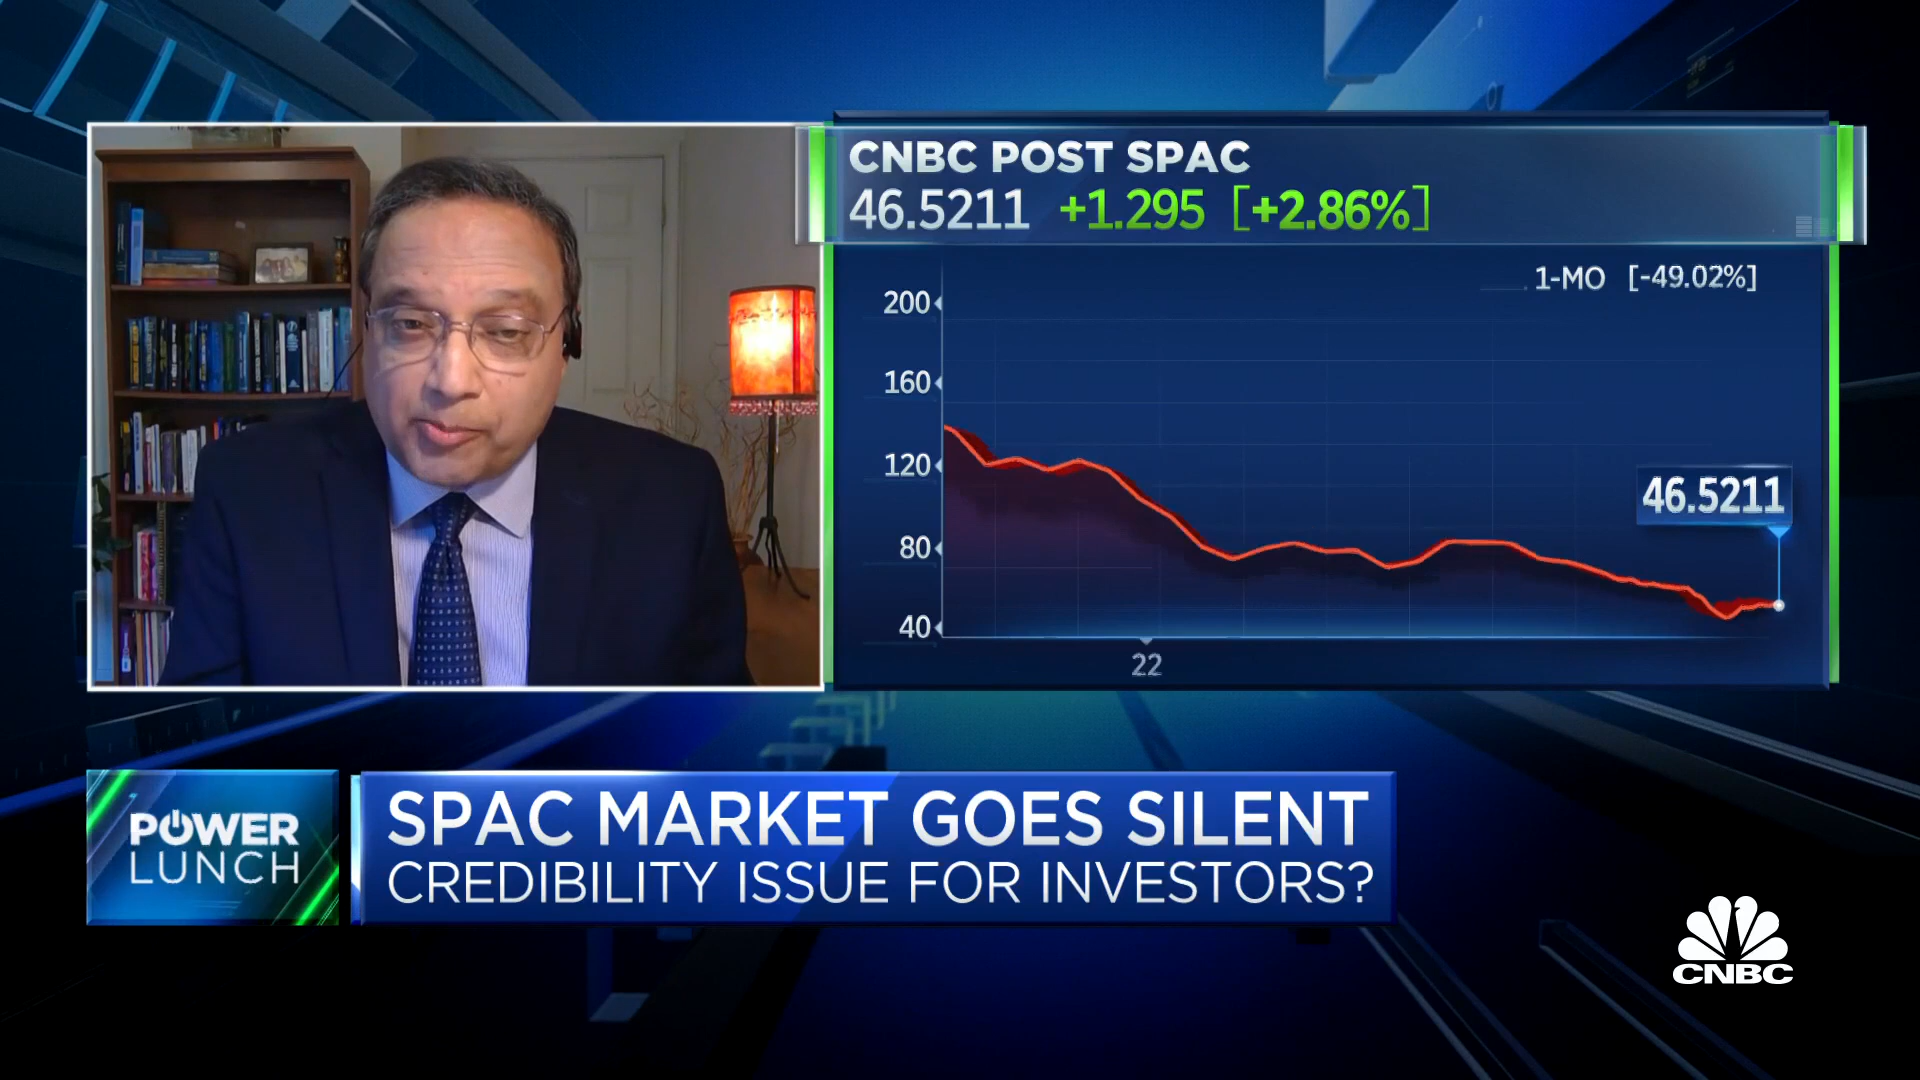 CNBC POST SPAC
46.5211 +1.295 [+2.86%]
1-MO [-49.02%]
200
160
120
80
40
46.5211
22
POWER
LUNCH
SPAC MARKET GOES SILENT
CREDIBILITY ISSUE FOR INVESTORS?
CNBC